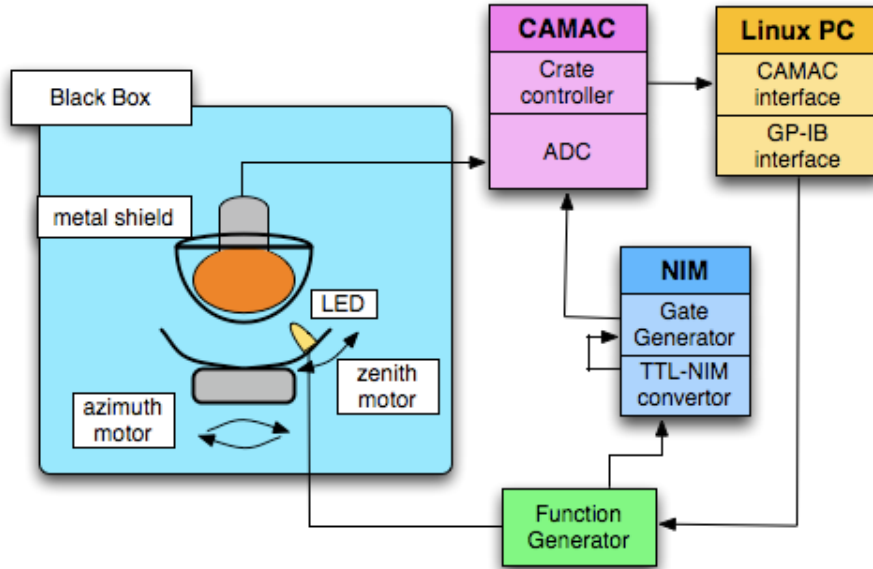 CAMAC
Crate
controller
ADC
Linux PC
CAMAC
interface
GP-IB
interface
Black Box
metal shield
LED
zenith
motor
azimuth
motor
NIM
Gate
Generator
TTL-NIM
convertor
Function
Generator